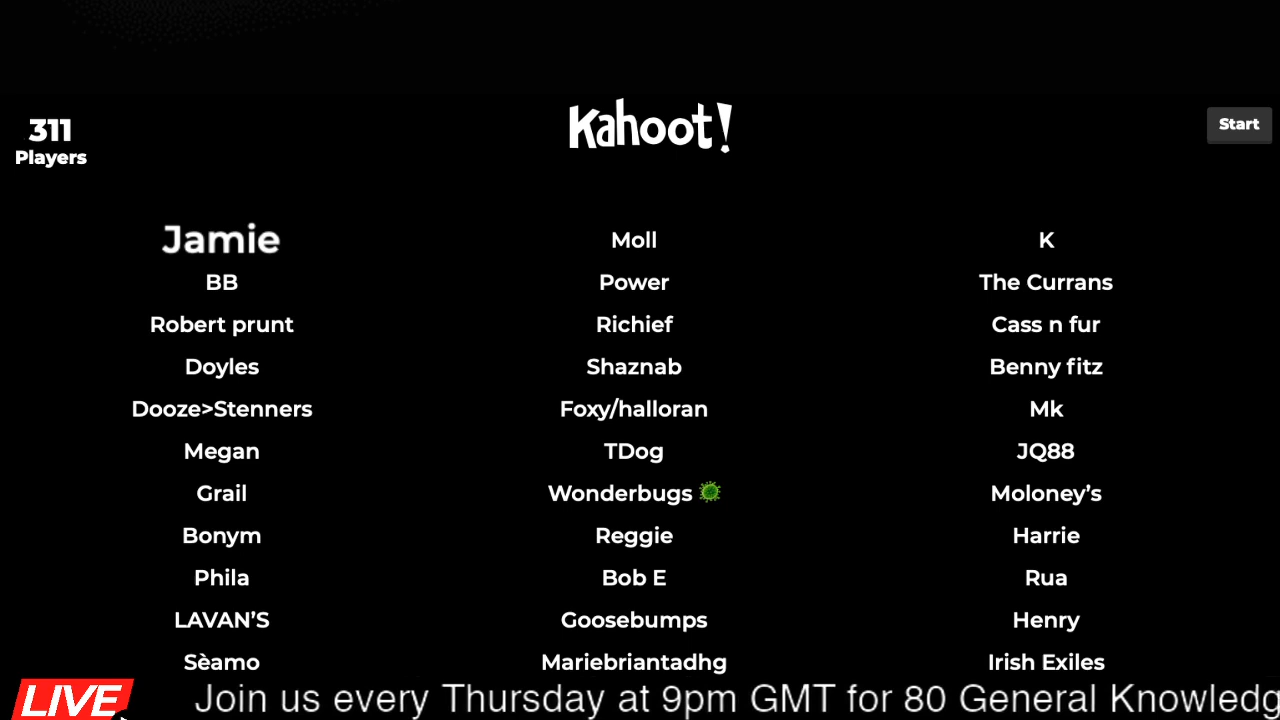 311
Players
Kahoot!
Start
Jamie Moll K
BB Power The Currans
Robert prunt Richief Cass n fur
Doyles Shaznab Benny fitz
Dooze>Stenners Foxy/halloran Mk
Megan TDog JQ88
Grail Wonderbugs 🦠 Moloney’s
Bonym Reggie Harrie
Phila Bob E Rua
LAVAN’S Goosebumps Henry
Sèamo Mariebriantadhg Irish Exiles
LIVE Join us every Thursday at 9pm GMT for 80 General Knowledg